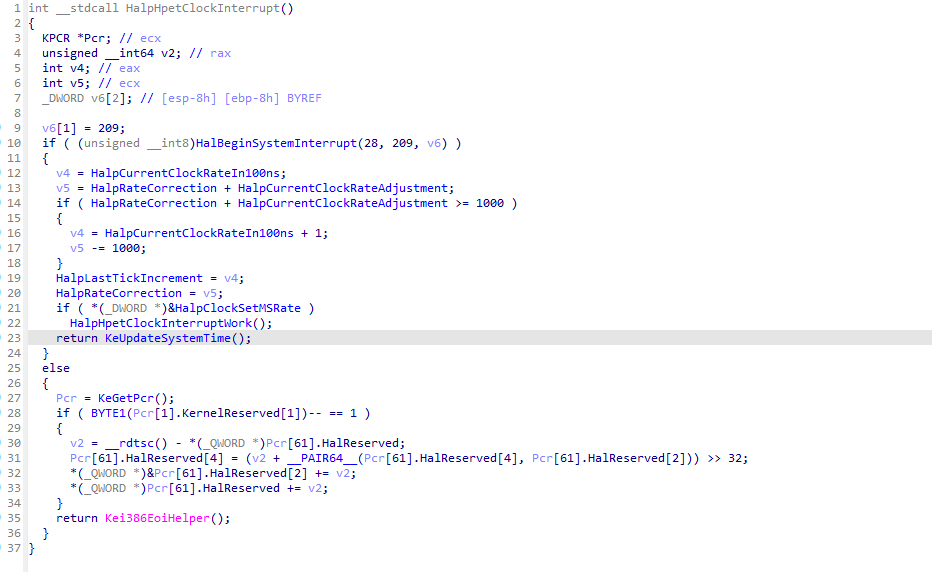 1 int __stdcall HalpHpetClockInterrupt()
2 {
3 KPCR *Pcr; // ecx
4 unsigned __int64 v2; // rax
5 int v4; // eax
6 int v5; // ecx
7 _DWORD v6[2]; // [esp-8h] [ebp-8h] BYREF
8
9 v6[1] = 209;
10 if ( (unsigned __int8)HalBeginSystemInterrupt(28, 209, v6) )
11 {
12 v4 = HalpCurrentClockRateIn100ns;
13 v5 = HalpRateCorrection + HalpCurrentClockRateAdjustment;
14 if ( HalpRateCorrection + HalpCurrentClockRateAdjustment >= 1000 )
15 {
16 v4 = HalpCurrentClockRateIn100ns + 1;
17 v5 -= 1000;
18 }
19 HalpLastTickIncrement = v4;
20 HalpRateCorrection = v5;
21 if ( *(_DWORD *)&HalpClockSetMSRate )
22 HalpHpetClockInterruptWork();
23 return KeUpdateSystemTime();
24 }
25 else
26 {
27 Pcr = KeGetPcr();
28 if ( BYTE1(Pcr[1].KernelReserved[1])-- == 1 )
29 {
30 v2 = __rdtsc() - *(_QWORD *)Pcr[61].HalReserved;
31 Pcr[61].HalReserved[4] = (v2 + __PAIR64__(Pcr[61].HalReserved[4], Pcr[61].HalReserved[2])) >> 32;
32 *(_QWORD *)&Pcr[61].HalReserved[2] += v2;
33 *(_QWORD *)Pcr[61].HalReserved += v2;
34 }
35 return Kei386EoiHelper();
36 }
37 }